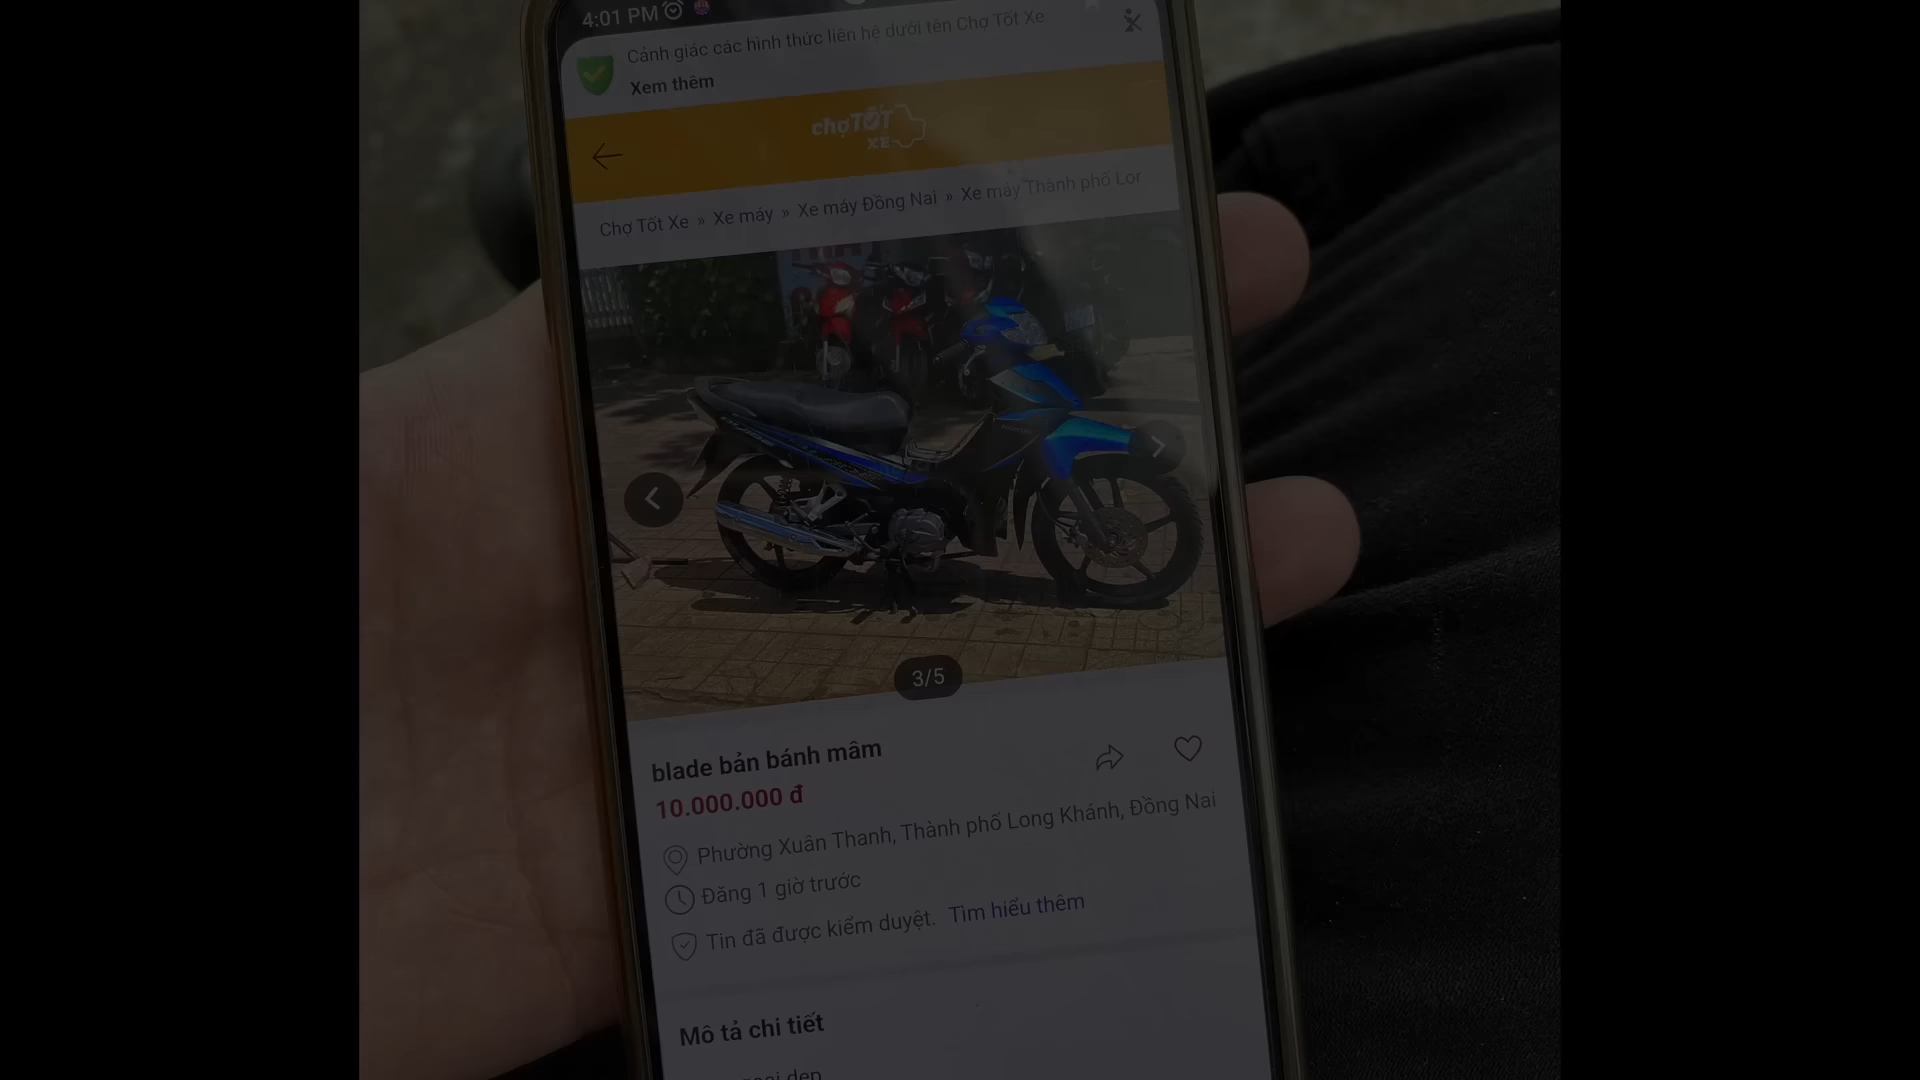 4:01 PM
Cảnh giác các hình thức liên hệ dưới tên Chợ Tốt Xe
Xem thêm
chợ TỐT
XE
Chợ Tốt Xe » Xe máy » Xe máy Đồng Nai » Xe máy Thành phố Lor
3/5
blade bản bánh mâm
10.000.000 đ
Phường Xuân Thanh, Thành phố Long Khánh, Đồng Nai
Đăng 1 giờ trước
Tin đã được kiểm duyệt. Tìm hiểu thêm
Mô tả chi tiết